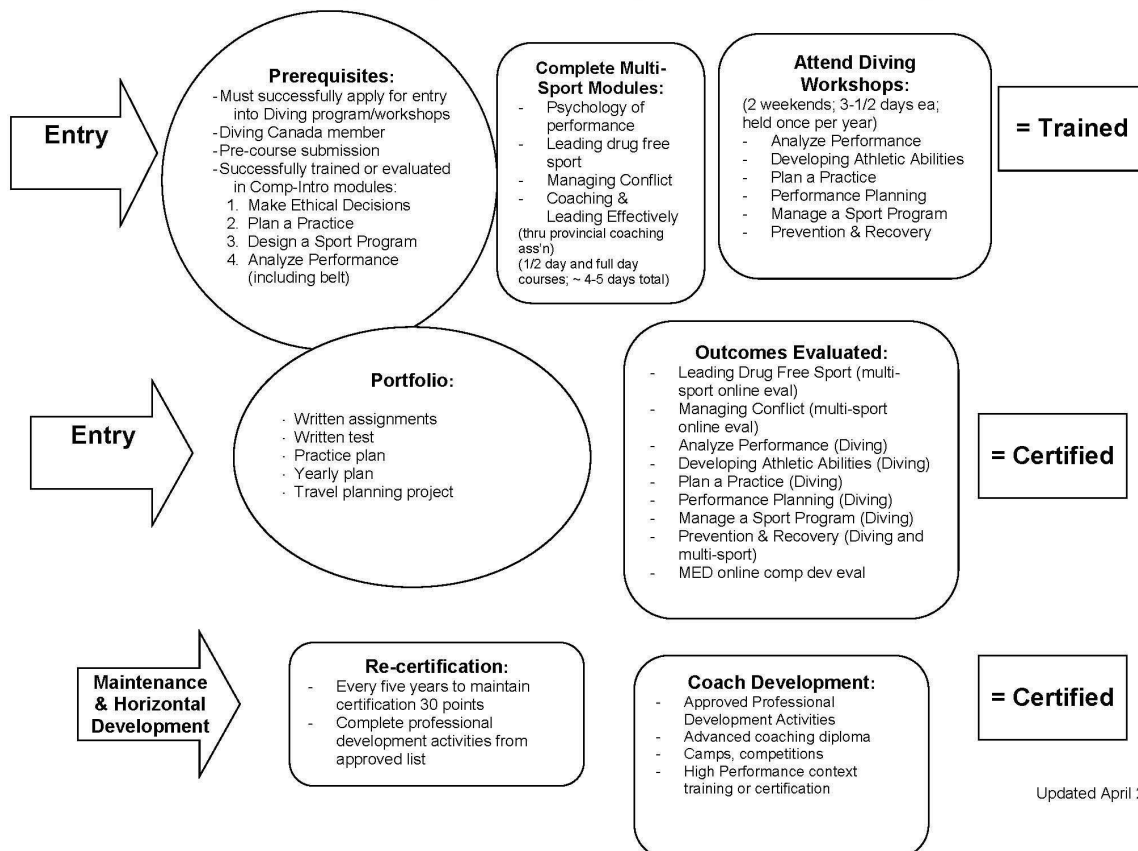 Entry
Prerequisites:
-Must successfully apply for entry
into Diving program/workshops
-Diving Canada member
-Pre-course submission
-Successfully trained or evaluated
in Comp-Intro modules:
1. Make Ethical Decisions
2. Plan a Practice
3. Design a Sport Program
4. Analyze Performance
(including belt)
Complete Multi-
Sport Modules:
- Psychology of
performance
- Leading drug free
sport
- Managing Conflict
- Coaching &
Leading Effectively
(thru provincial coaching
ass'n)
(1/2 day and full day
courses; ~ 4-5 days total)
Attend Diving
Workshops:
(2 weekends; 3-1/2 days ea;
held once per year)
- Analyze Performance
- Developing Athletic Abilities
- Plan a Practice
- Performance Planning
- Manage a Sport Program
- Prevention & Recovery
= Trained
Entry
Portfolio:
· Written assignments
· Written test
· Practice plan
· Yearly plan
· Travel planning project
Outcomes Evaluated:
- Leading Drug Free Sport (multi-
sport online eval)
- Managing Conflict (multi-sport
online eval)
- Analyze Performance (Diving)
- Developing Athletic Abilities (Diving)
- Plan a Practice (Diving)
- Performance Planning (Diving)
- Manage a Sport Program (Diving)
- Prevention & Recovery (Diving and
multi-sport)
- MED online comp dev eval
= Certified
Maintenance
& Horizontal
Development
Re-certification:
- Every five years to maintain
certification 30 points
- Complete professional
development activities from
approved list
Coach Development:
- Approved Professional
Development Activities
- Advanced coaching diploma
- Camps, competitions
- High Performance context
training or certification
= Certified
Updated April